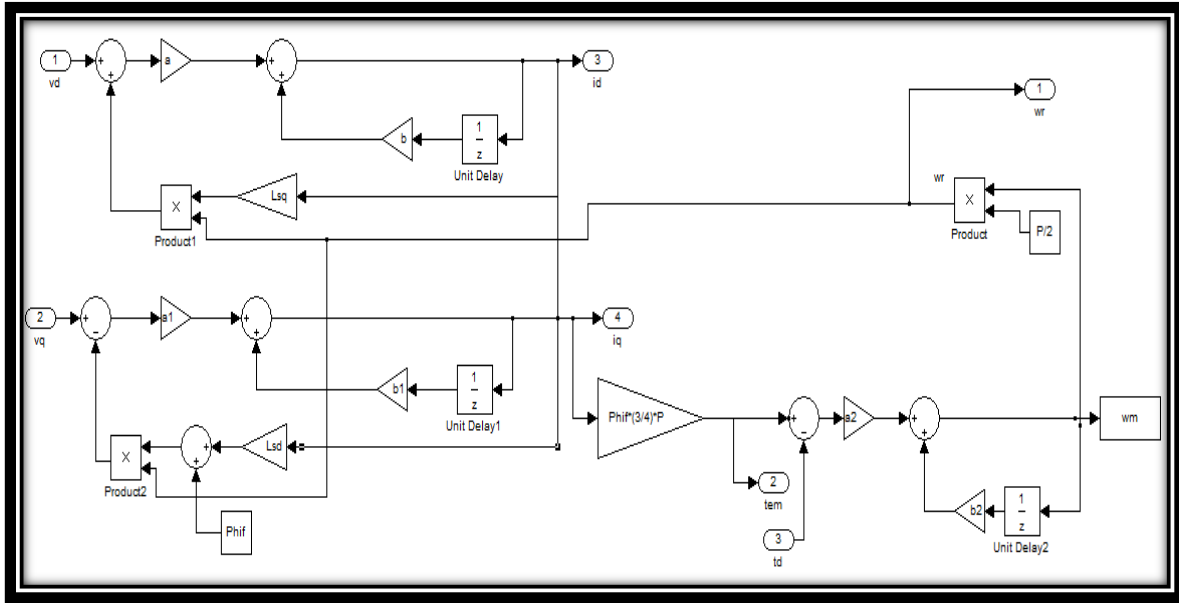 1
vd
+
+
a
+
+
3
id
b
1
z
Unit Delay
Lsq
X
Product1
1
wr
wr
X
Product
P/2
2
vq
+
-
a1
+
+
4
iq
b1
1
z
Unit Delay1
Phif*(3/4)*P
+
-
a2
+
+
wm
X
Product2
+
+
Lsd
Phif
2
tem
3
td
b2
1
z
Unit Delay2